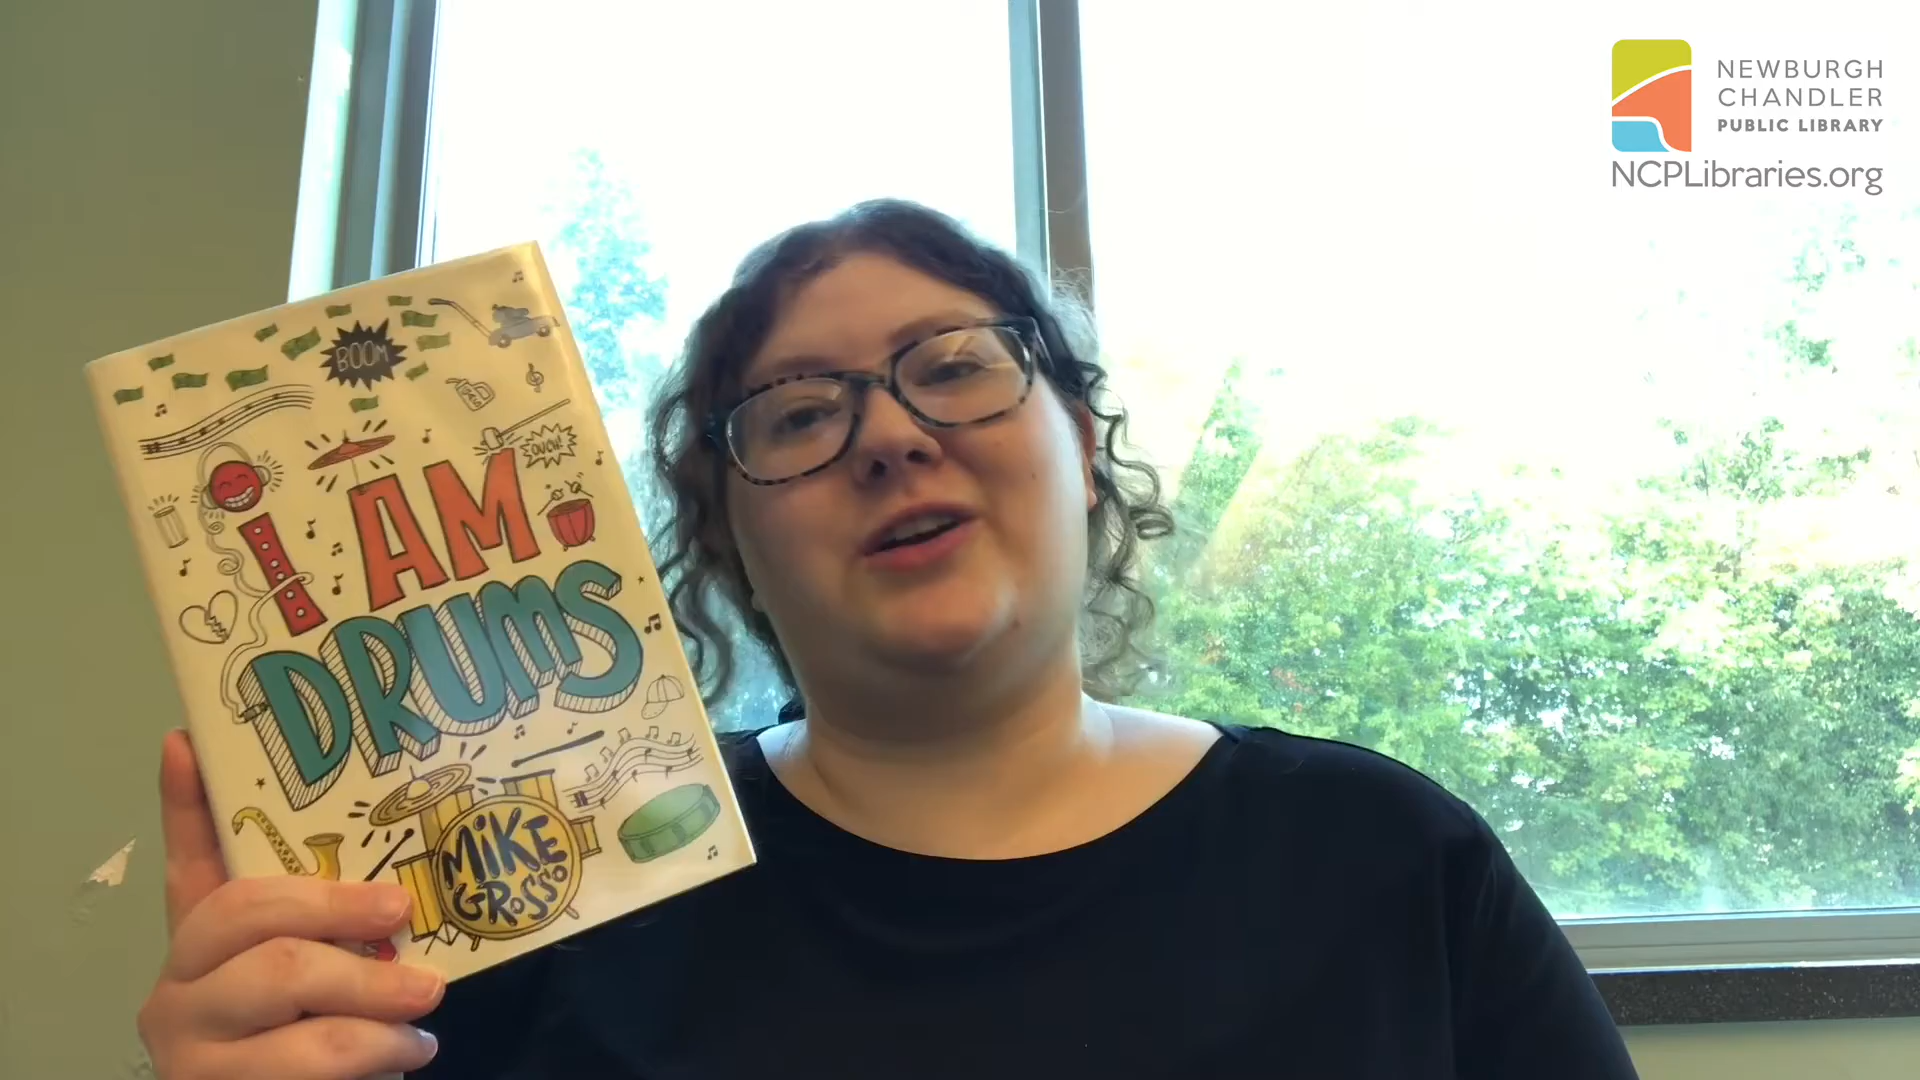 NEWBURGH
CHANDLER
PUBLIC LIBRARY
NCPLibraries.org
BOOM
OUCH!
I AM
DRUMS
MiKE
GRosso